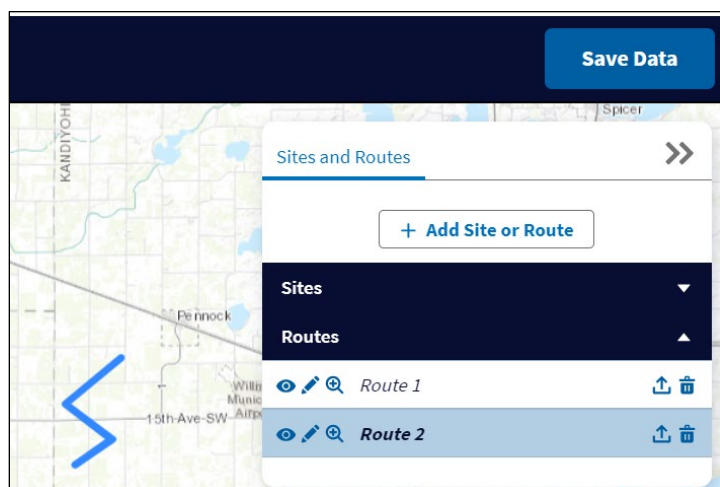 Save Data
Spicer
KANDIYOHI
Sites and Routes
+ Add Site or Route
Sites
Pennock
Routes
Route 1
Munic
15th-Ave-SW
Route 2